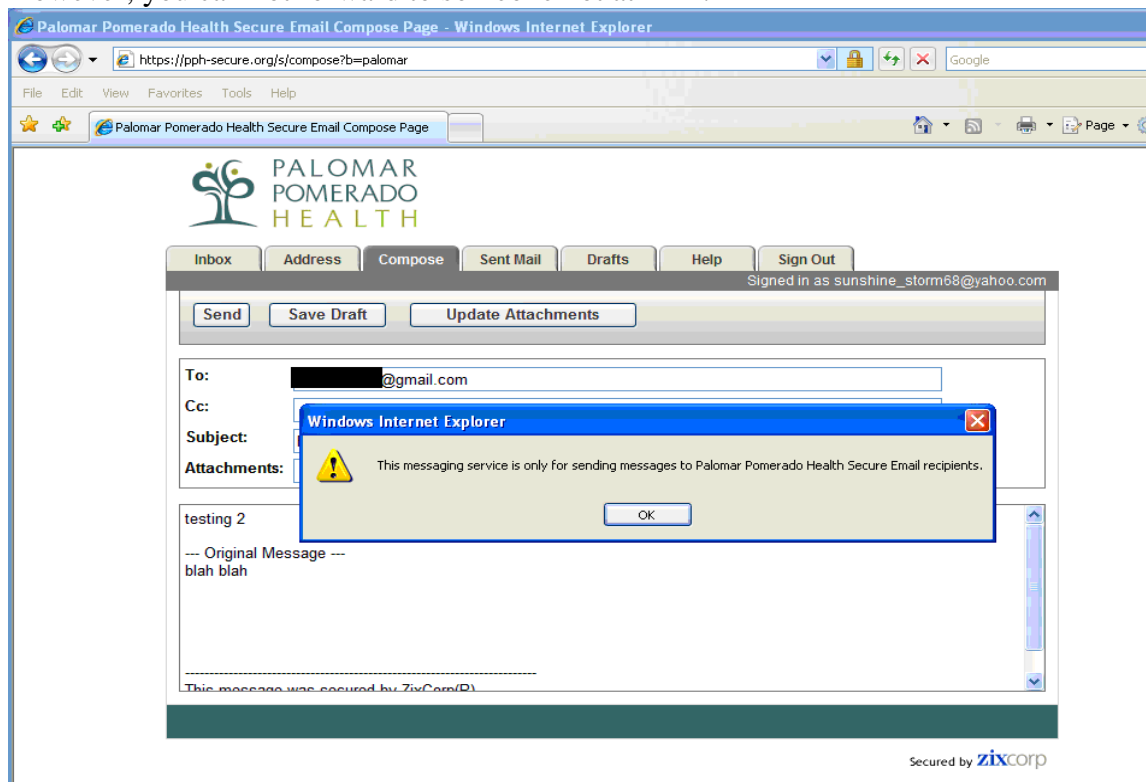 Palomar Pomerado Health Secure Email Compose Page - Windows Internet Explorer
https://pph-secure.org/s/compose?b=palomar
Google
File Edit View Favorites Tools Help
Palomar Pomerado Health Secure Email Compose Page
Page
PALOMAR
POMERADO
HEALTH
Inbox Address Compose Sent Mail Drafts Help Sign Out
Signed in as sunshine_storm68@yahoo.com
Send Save Draft Update Attachments
To: @gmail.com
Cc:
Windows Internet Explorer
Subject:
Attachments:
This messaging service is only for sending messages to Palomar Pomerado Health Secure Email recipients.
OK
testing 2
--- Original Message ---
blah blah
------------------------------------------------------------------------
This message was secured by ZixCorp(R)
Secured by zixcorp